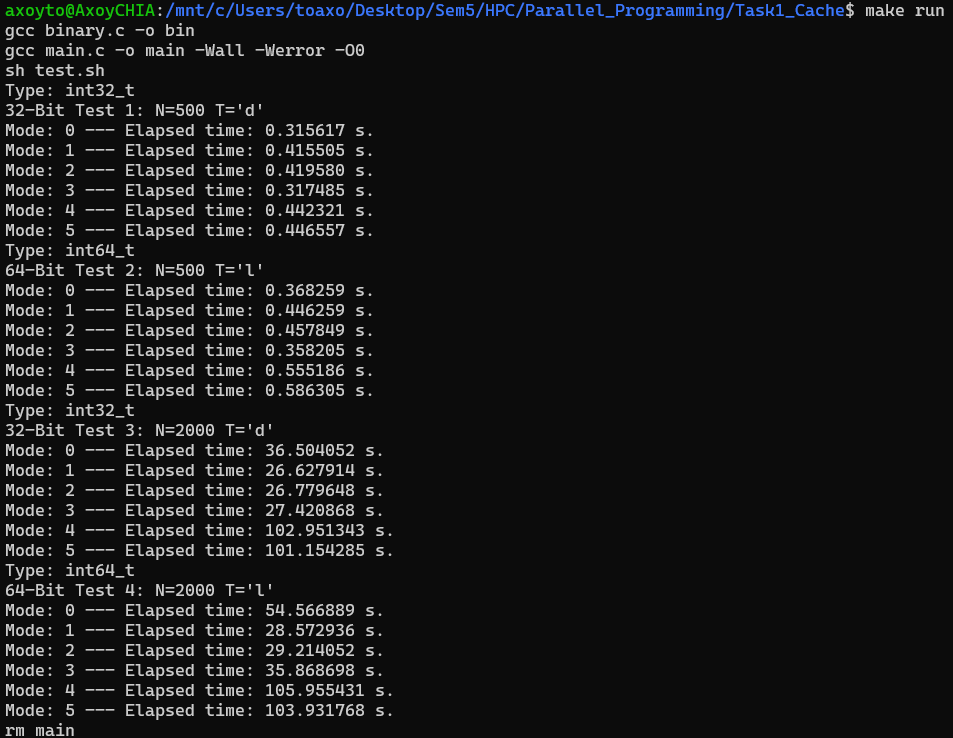 axoyto@AxoyCHIA:/mnt/c/Users/toaxo/Desktop/Sem5/HPC/Parallel_Programming/Task1_Cache$ make run
gcc binary.c -o bin
gcc main.c -o main -Wall -Werror -O0
sh test.sh
Type: int32_t
32-Bit Test 1: N=500 T='d'
Mode: 0 --- Elapsed time: 0.315617 s.
Mode: 1 --- Elapsed time: 0.415505 s.
Mode: 2 --- Elapsed time: 0.419580 s.
Mode: 3 --- Elapsed time: 0.317485 s.
Mode: 4 --- Elapsed time: 0.442321 s.
Mode: 5 --- Elapsed time: 0.446557 s.
Type: int64_t
64-Bit Test 2: N=500 T='l'
Mode: 0 --- Elapsed time: 0.368259 s.
Mode: 1 --- Elapsed time: 0.446259 s.
Mode: 2 --- Elapsed time: 0.457849 s.
Mode: 3 --- Elapsed time: 0.358205 s.
Mode: 4 --- Elapsed time: 0.555186 s.
Mode: 5 --- Elapsed time: 0.586305 s.
Type: int32_t
32-Bit Test 3: N=2000 T='d'
Mode: 0 --- Elapsed time: 36.504052 s.
Mode: 1 --- Elapsed time: 26.627914 s.
Mode: 2 --- Elapsed time: 26.779648 s.
Mode: 3 --- Elapsed time: 27.420868 s.
Mode: 4 --- Elapsed time: 102.951343 s.
Mode: 5 --- Elapsed time: 101.154285 s.
Type: int64_t
64-Bit Test 4: N=2000 T='l'
Mode: 0 --- Elapsed time: 54.566889 s.
Mode: 1 --- Elapsed time: 28.572936 s.
Mode: 2 --- Elapsed time: 29.214052 s.
Mode: 3 --- Elapsed time: 35.868698 s.
Mode: 4 --- Elapsed time: 105.955431 s.
Mode: 5 --- Elapsed time: 103.931768 s.
rm main